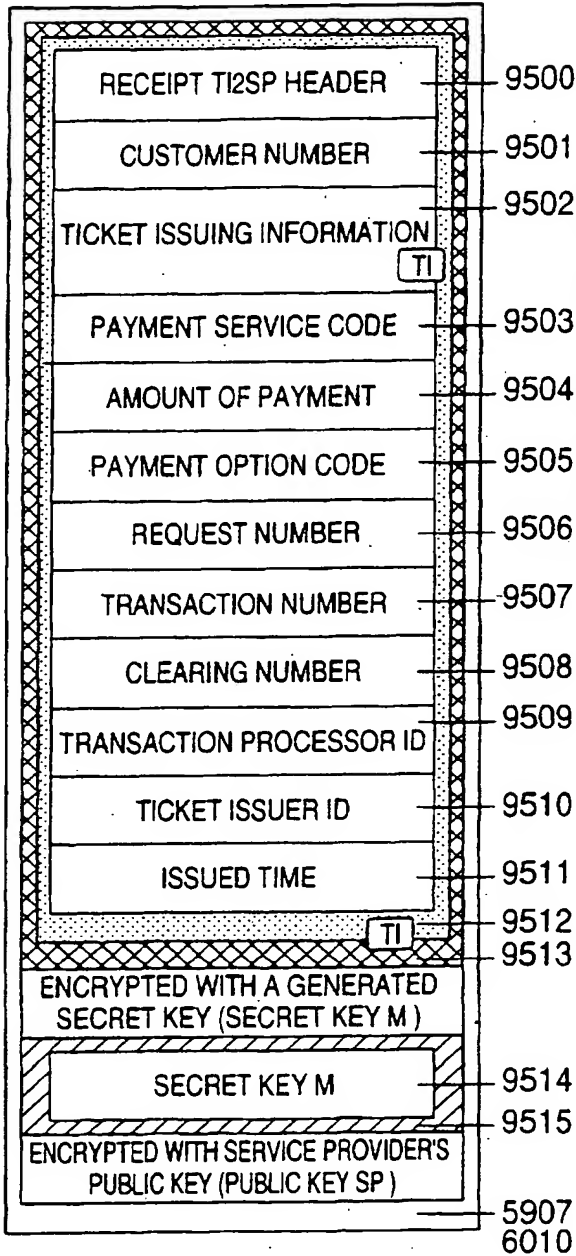 RECEIPT TI2SP HEADER 9500
CUSTOMER NUMBER 9501
9502
TICKET ISSUING INFORMATION
TI
PAYMENT SERVICE CODE 9503
AMOUNT OF PAYMENT 9504
PAYMENT OPTION CODE 9505
REQUEST NUMBER 9506
TRANSACTION NUMBER 9507
CLEARING NUMBER 9508
9509
TRANSACTION PROCESSOR ID
TICKET ISSUER ID 9510
ISSUED TIME 9511
TI 9512
9513
ENCRYPTED WITH A GENERATED
SECRET KEY (SECRET KEY M)
SECRET KEY M 9514
9515
ENCRYPTED WITH SERVICE PROVIDER'S
PUBLIC KEY (PUBLIC KEY SP)
5907
6010